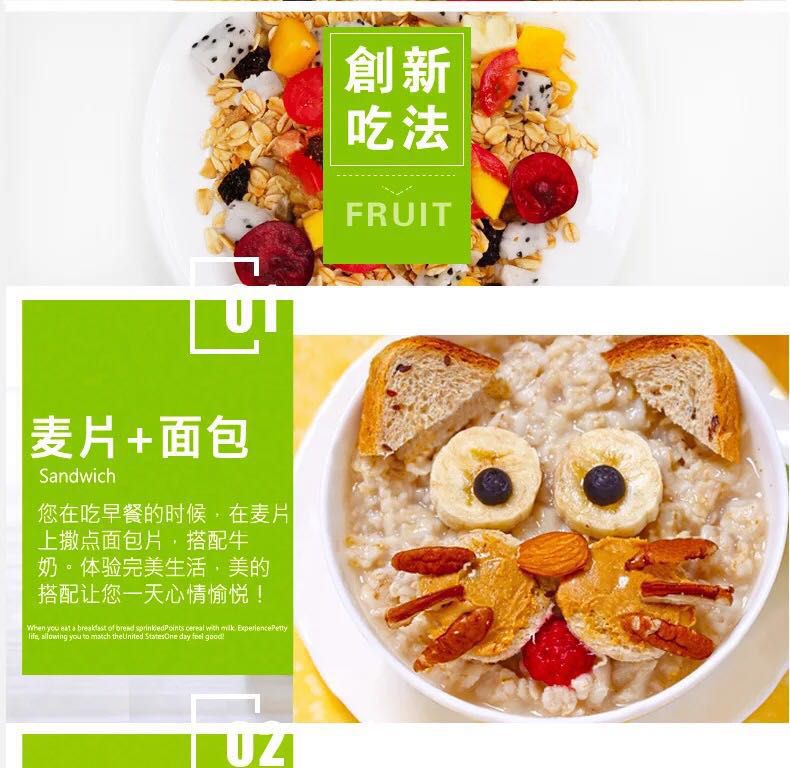 創新
吃法
FRUIT
01
麦片+面包
Sandwich
您在吃早餐的时候，在麦片
上撒点面包片，搭配牛
奶。体验完美生活，美的
搭配让您一天心情愉悦！
When you eat a breakfast of bread sprinkledPoints cereal with milk. ExperiencePetty
life, allowing you to match theUnited StatesOne day feel good!
02